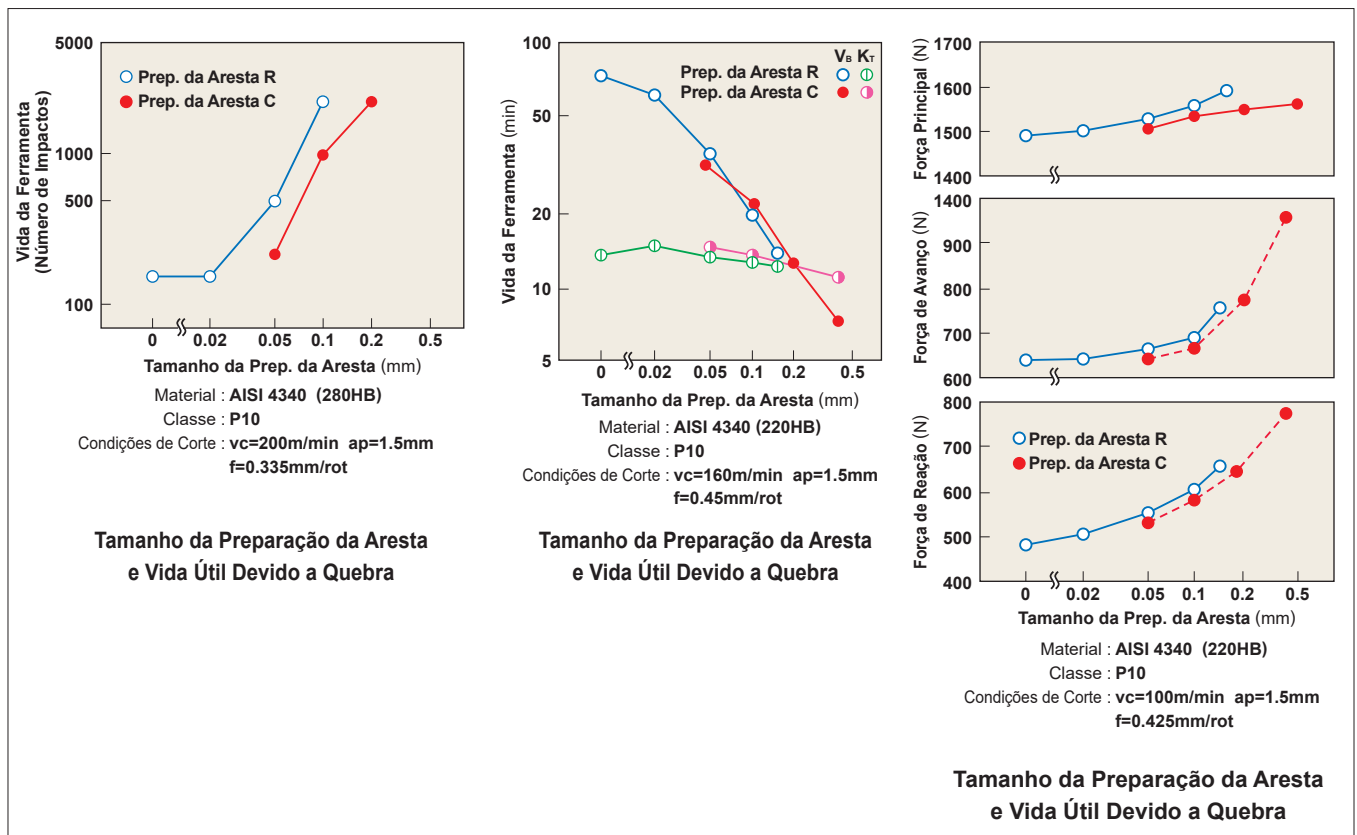 5000
1000
500
100
Vida da Ferramenta
(Número de Impactos)
Prep. da Aresta R
Prep. da Aresta C
0 0.02 0.05 0.1 0.2 0.5
Tamanho da Prep. da Aresta (mm)
Material : AISI 4340 (280HB)
Classe : P10
Condições de Corte : vc=200m/min ap=1.5mm
f=0.335mm/rot
Tamanho da Preparação da Aresta
e Vida Útil Devido a Quebra
100
50
20
10
5
Vida da Ferramenta (min)
VB KT
Prep. da Aresta R
Prep. da Aresta C
0 0.02 0.05 0.1 0.2 0.5
Tamanho da Prep. da Aresta (mm)
Material : AISI 4340 (220HB)
Classe : P10
Condições de Corte : vc=160m/min ap=1.5mm
f=0.45mm/rot
Tamanho da Preparação da Aresta
e Vida Útil Devido a Quebra
Força Principal (N)
1700
1600
1500
1400
Força de Avanço (N)
1400
900
800
700
600
Força de Reação (N)
800
700
600
500
400
Prep. da Aresta R
Prep. da Aresta C
0 0.02 0.05 0.1 0.2 0.5
Tamanho da Prep. da Aresta (mm)
Material : AISI 4340 (220HB)
Classe : P10
Condições de Corte : vc=100m/min ap=1.5mm
f=0.425mm/rot
Tamanho da Preparação da Aresta
e Vida Útil Devido a Quebra